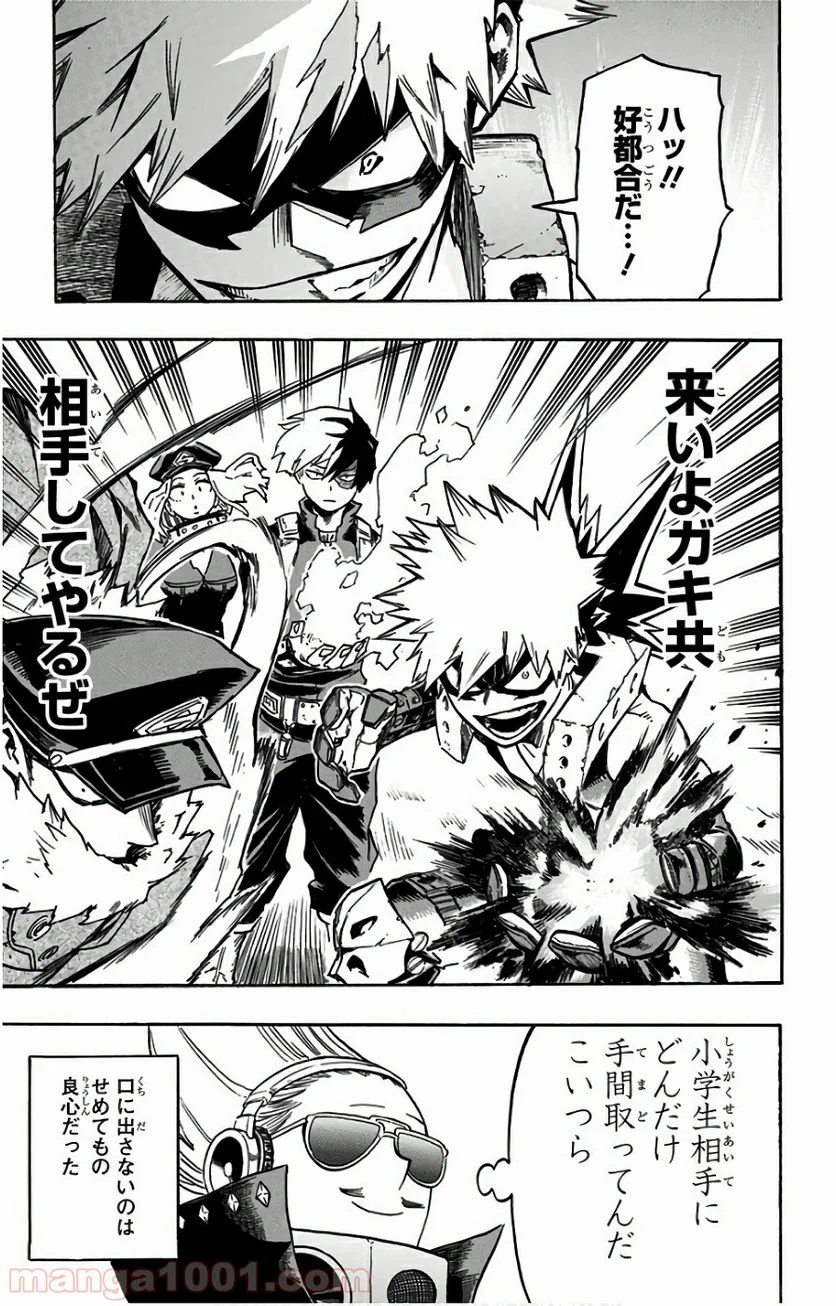 ハッ!!
好都合だ…!
来いよガキ共
相手してやるぜ
小学生相手に
どんだけ
手間取ってんだ
こいつら
口に出さないのは
せめてもの
良心だった
manga1001.com